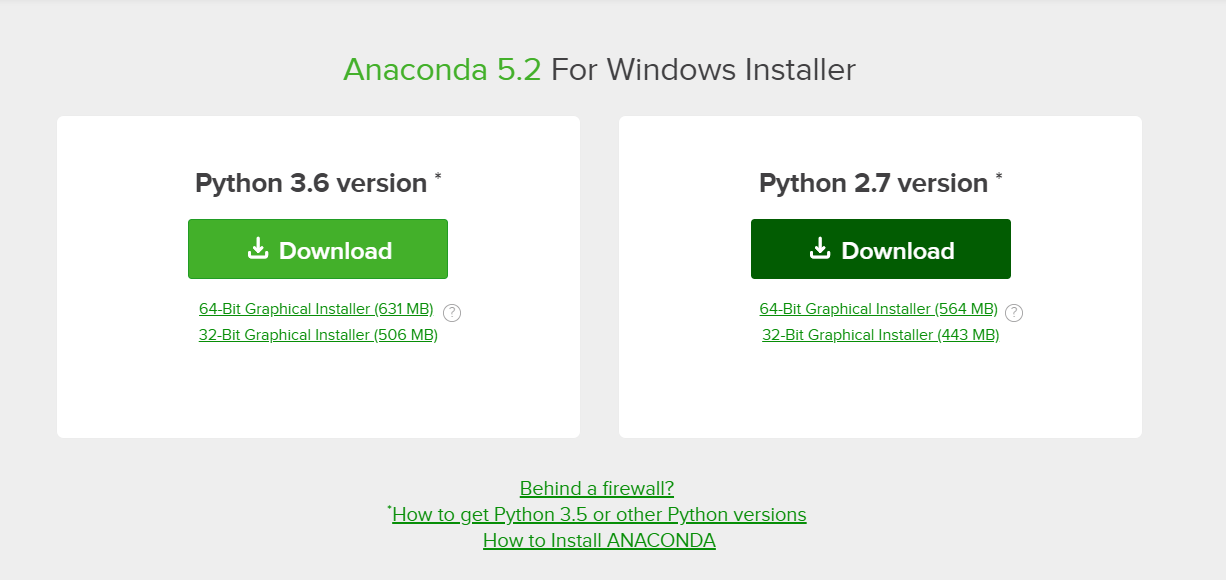 Anaconda 5.2 For Windows Installer
Python 3.6 version *
Download
64-Bit Graphical Installer (631 MB) ?
32-Bit Graphical Installer (506 MB)
Python 2.7 version *
Download
64-Bit Graphical Installer (564 MB) ?
32-Bit Graphical Installer (443 MB)
Behind a firewall?
*How to get Python 3.5 or other Python versions
How to Install ANACONDA